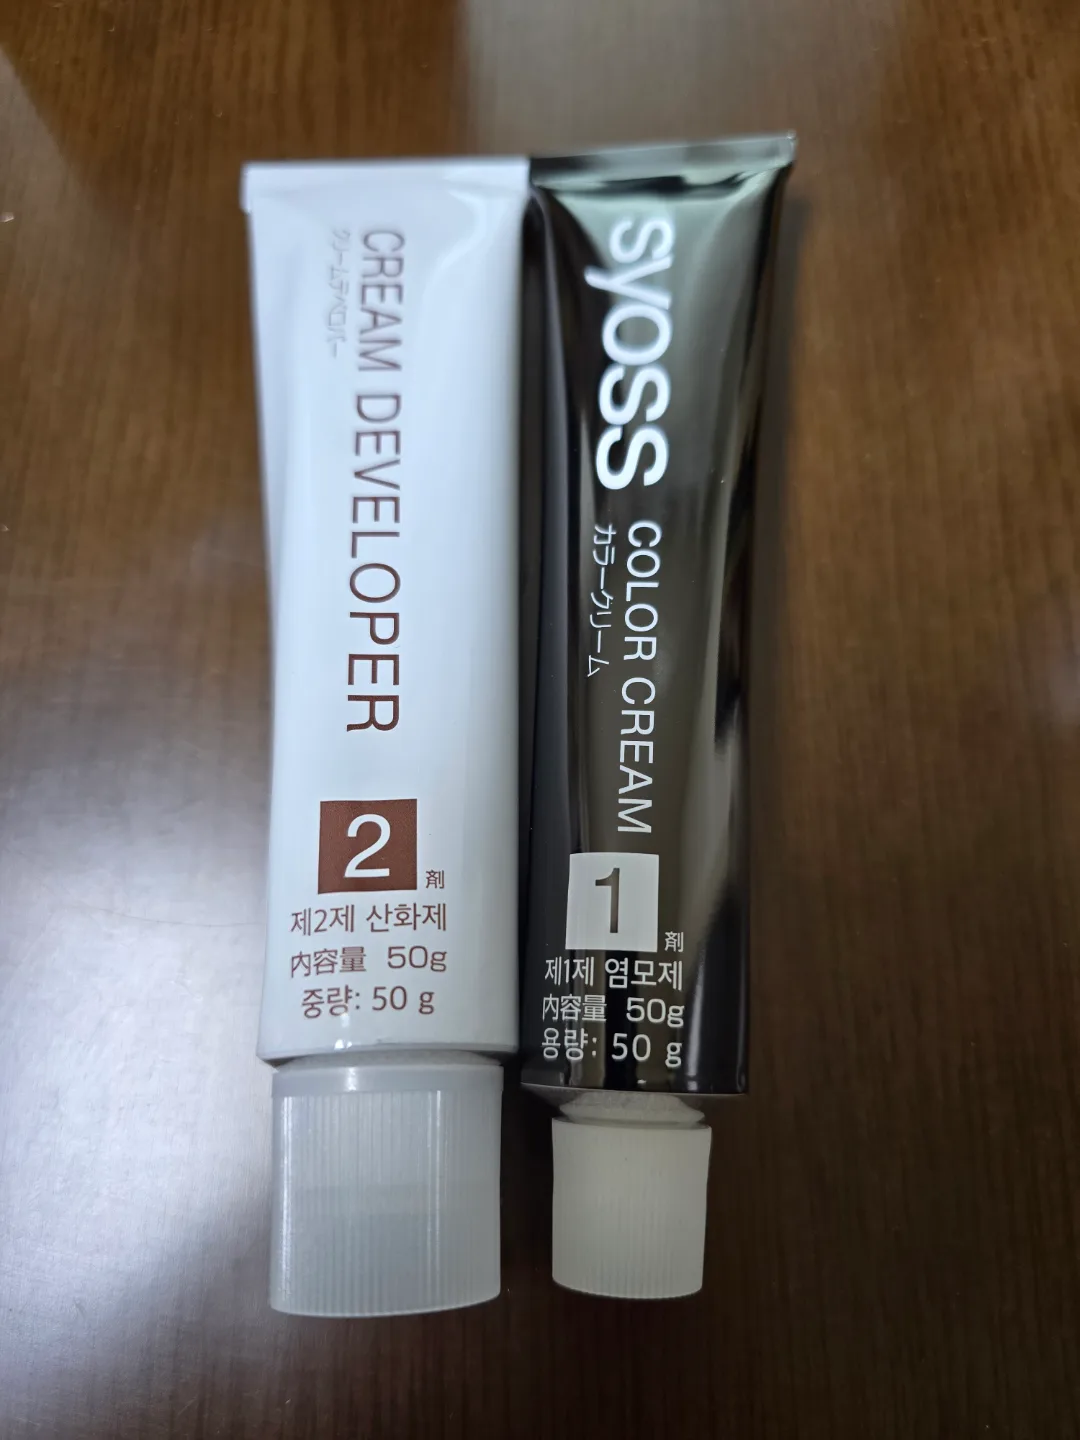 CREAM DEVELOPER
クリームデベロパー
2 剤
제2제 산화제
内容量 50g
중량: 50 g
syoss
COLOR CREAM
カラークリーム
1 剤
제1제 염모제
内容量 50g
용량: 50 g